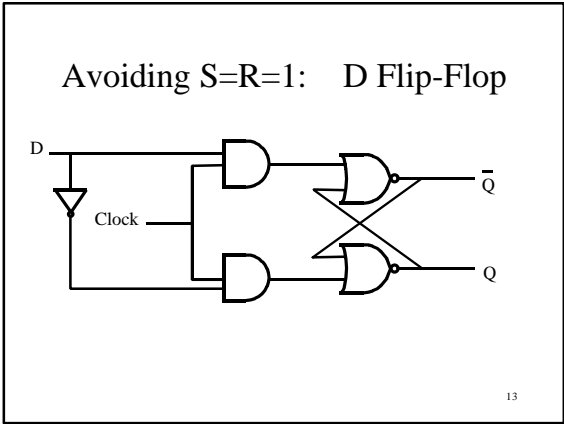 Avoiding S=R=1: D Flip-Flop
D
Q̅
Clock
Q
13